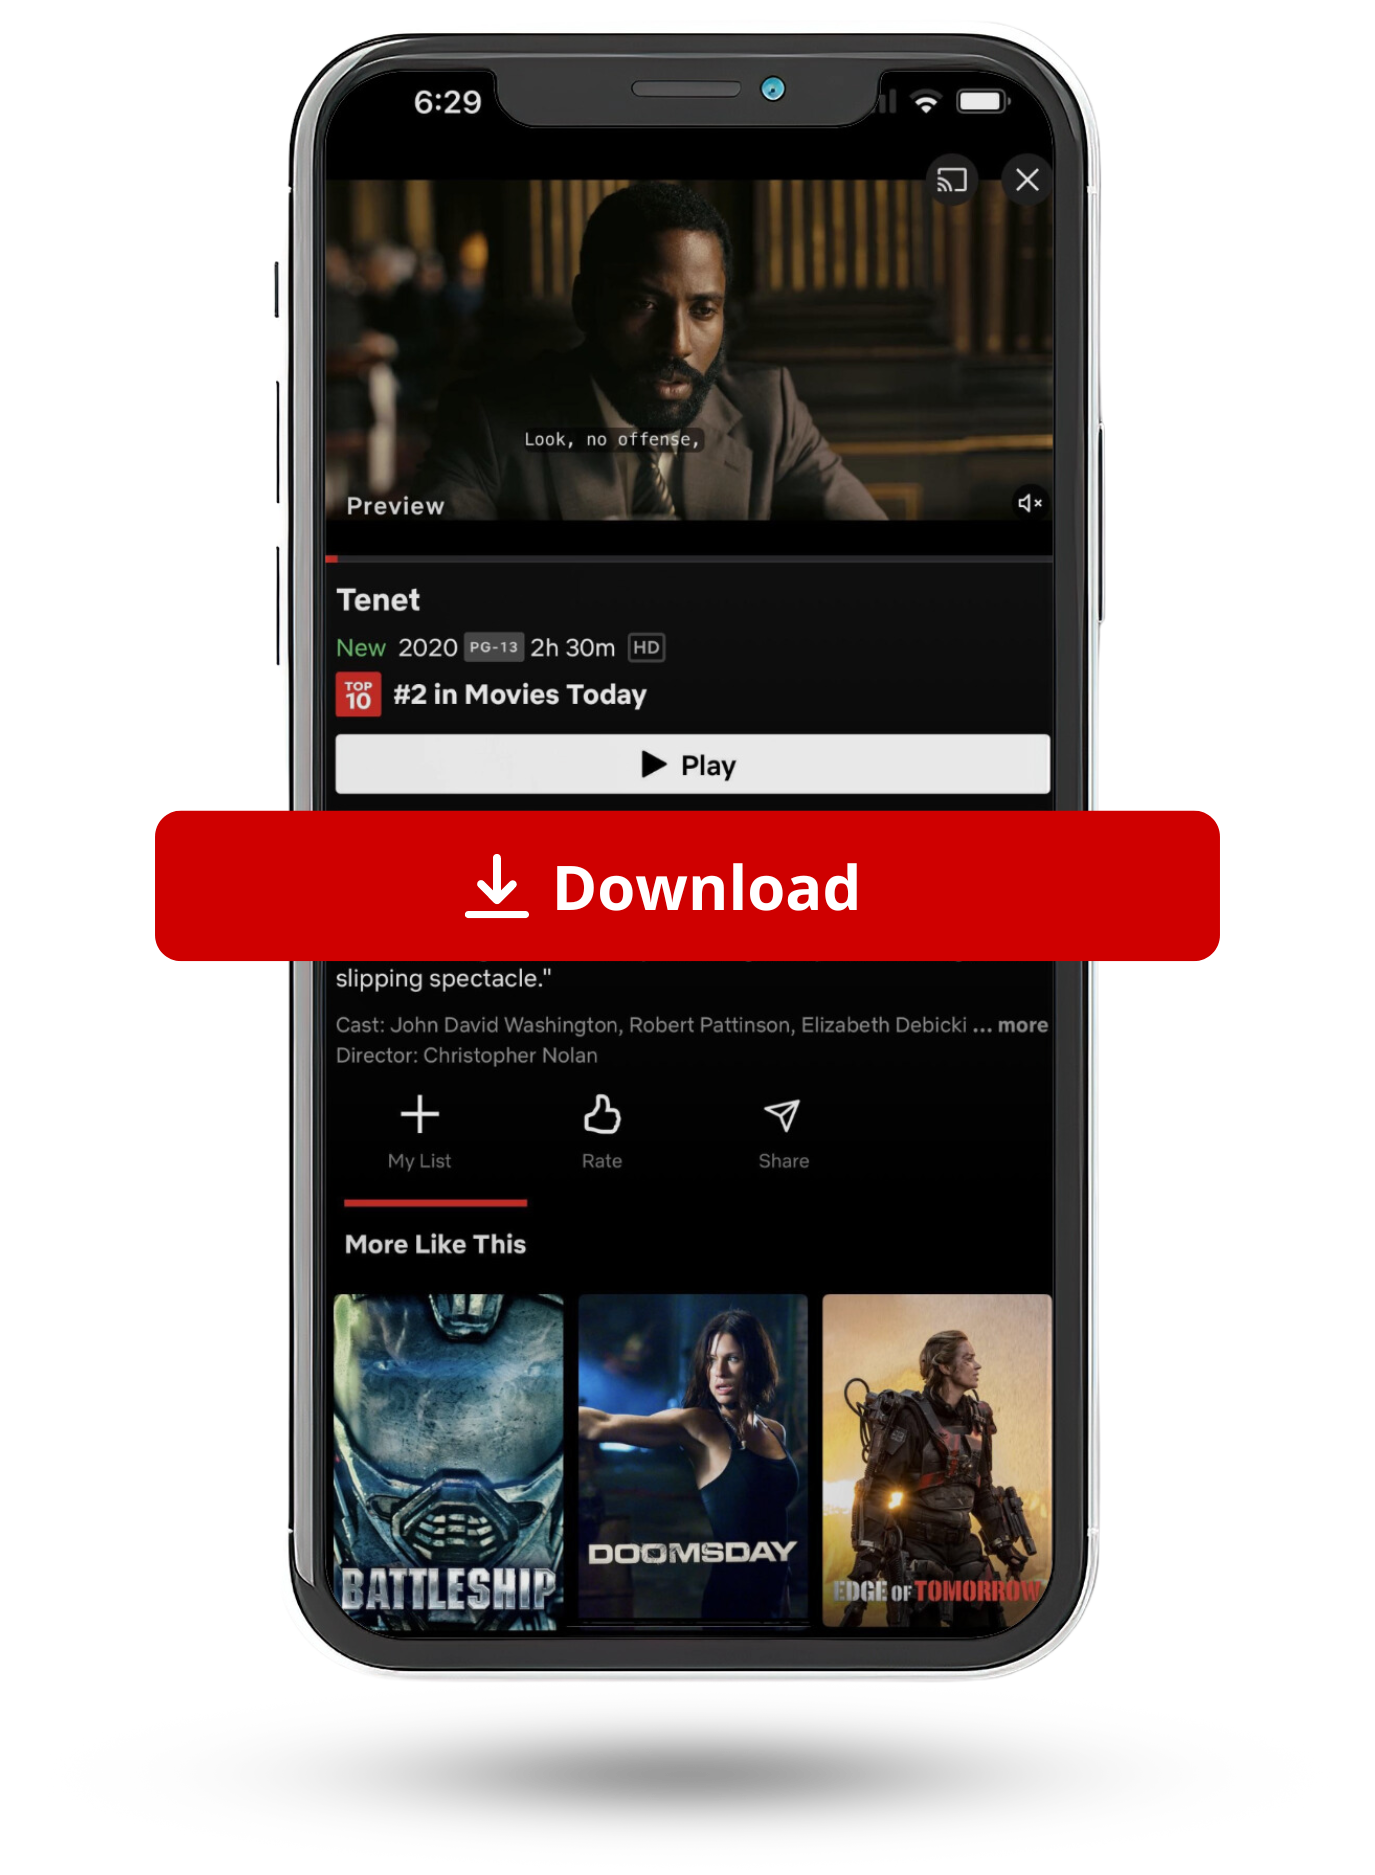 6:29
Look, no offense,
Preview
Tenet
New 2020 PG-13 2h 30m HD
TOP 10 #2 in Movies Today
Play
Download
slipping spectacle."
Cast: John David Washington, Robert Pattinson, Elizabeth Debicki ... more
Director: Christopher Nolan
My List Rate Share
More Like This
BATTLESHIP DOOMSDAY EDGE OF TOMORROW